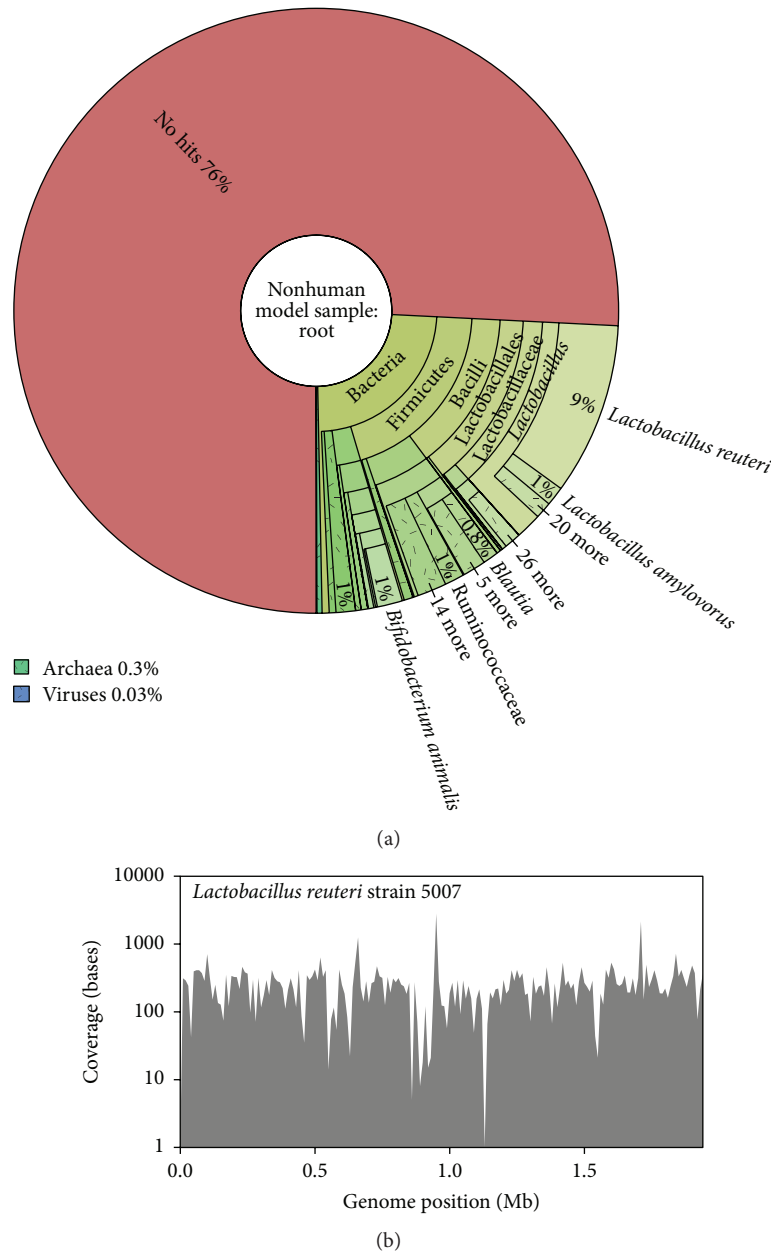 No hits 76%
Nonhuman
model sample:
root
Bacteria
Firmicutes
Bacilli
Lactobacillales
Lactobacillaceae
Lactobacillus
9%
Lactobacillus reuteri
1%
Lactobacillus amylovorus
20 more
26 more
0.8%
Blautia
5 more
1%
Ruminococcaceae
14 more
1%
Bifidobacterium animalis
1%
Archaea 0.3%
Viruses 0.03%
(a)
Lactobacillus reuteri strain 5007
Coverage (bases)
10000
1000
100
10
1
0.0
0.5
1.0
1.5
Genome position (Mb)
(b)